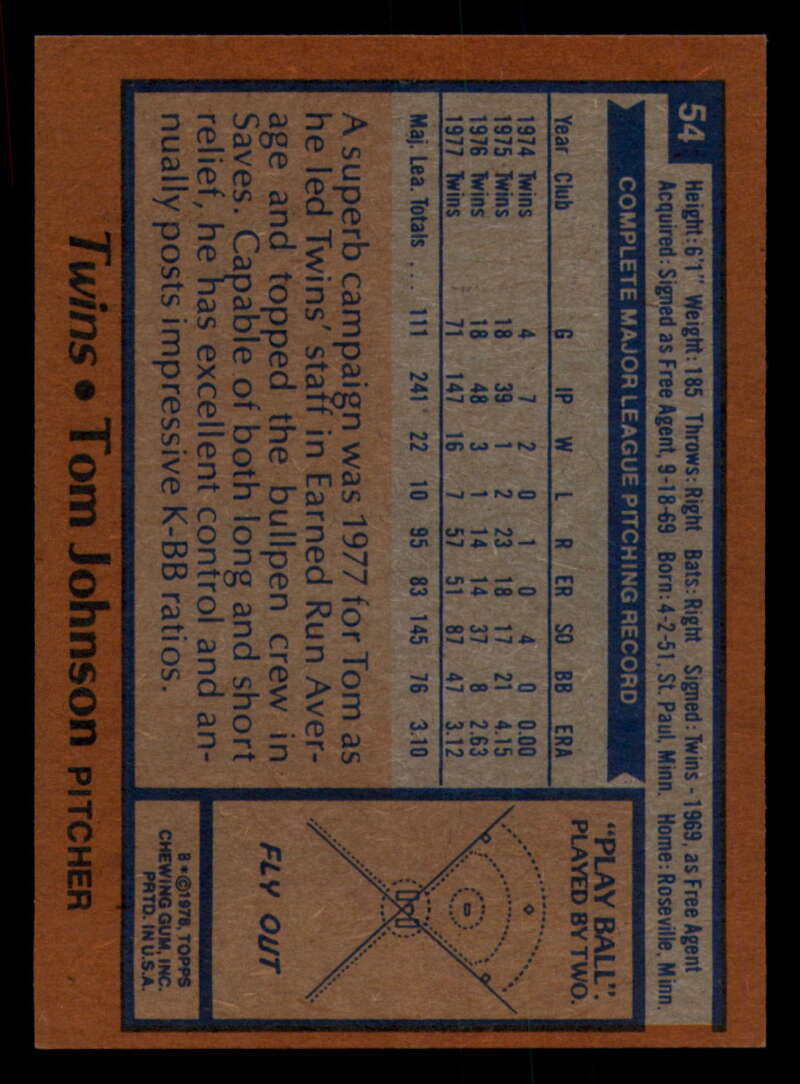 54
Height: 6'1" Weight: 185 Throws: Right Bats: Right Signed: Twins - 1969, as Free Agent
Acquired: Signed as Free Agent, 9-18-69 Born: 4-2-51, St. Paul, Minn. Home: Roseville, Minn.
COMPLETE MAJOR LEAGUE PITCHING RECORD
Year Club G IP W L R ER SO BB ERA
1974 Twins 4 7 2 0 1 0 4 0 0.00
1975 Twins 18 39 1 2 23 18 17 21 4.15
1976 Twins 18 48 3 1 14 14 37 8 2.63
1977 Twins 71 147 16 7 57 51 87 47 3.12
Maj. Lea. Totals ... 111 241 22 10 95 83 145 76 3.10
A superb campaign was 1977 for Tom as
he led Twins' staff in Earned Run Aver-
age and topped the bullpen crew in
Saves. Capable of both long and short
relief, he has excellent control and an-
nually posts impressive K-BB ratios.
"PLAY BALL":
PLAYED BY TWO.
FLY OUT
B*©1978, TOPPS
CHEWING GUM, INC.
PRTD. IN U.S.A.
Twins • Tom Johnson PITCHER